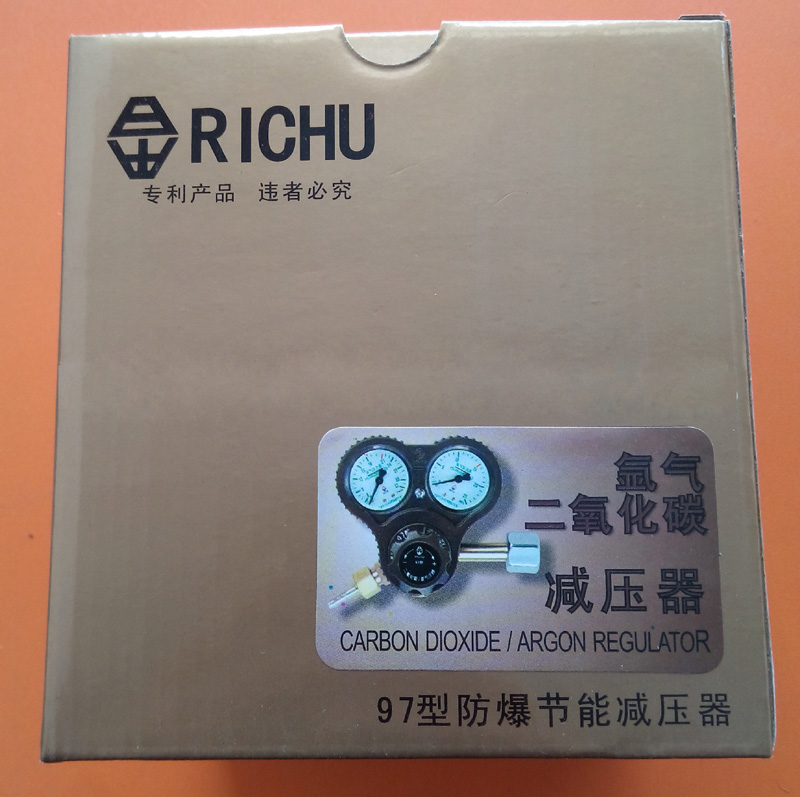 RICHU
专利产品 违者必究
氩气
二氧化碳
减压器
CARBON DIOXIDE / ARGON REGULATOR
97型防爆节能减压器